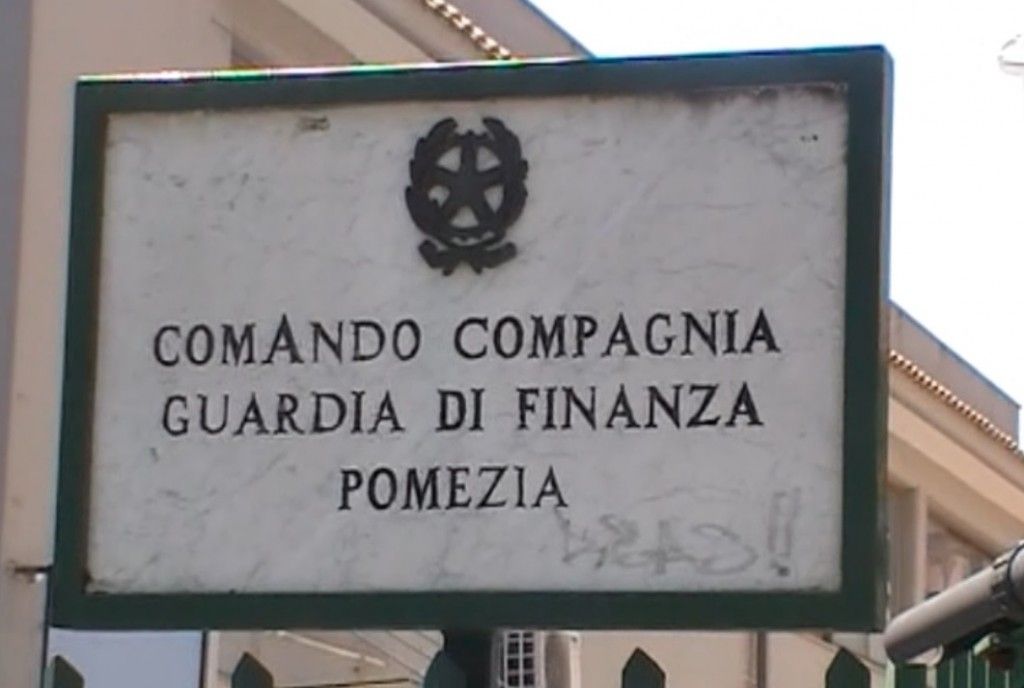 COMANDO COMPAGNIA
GUARDIA DI FINANZA
POMEZIA